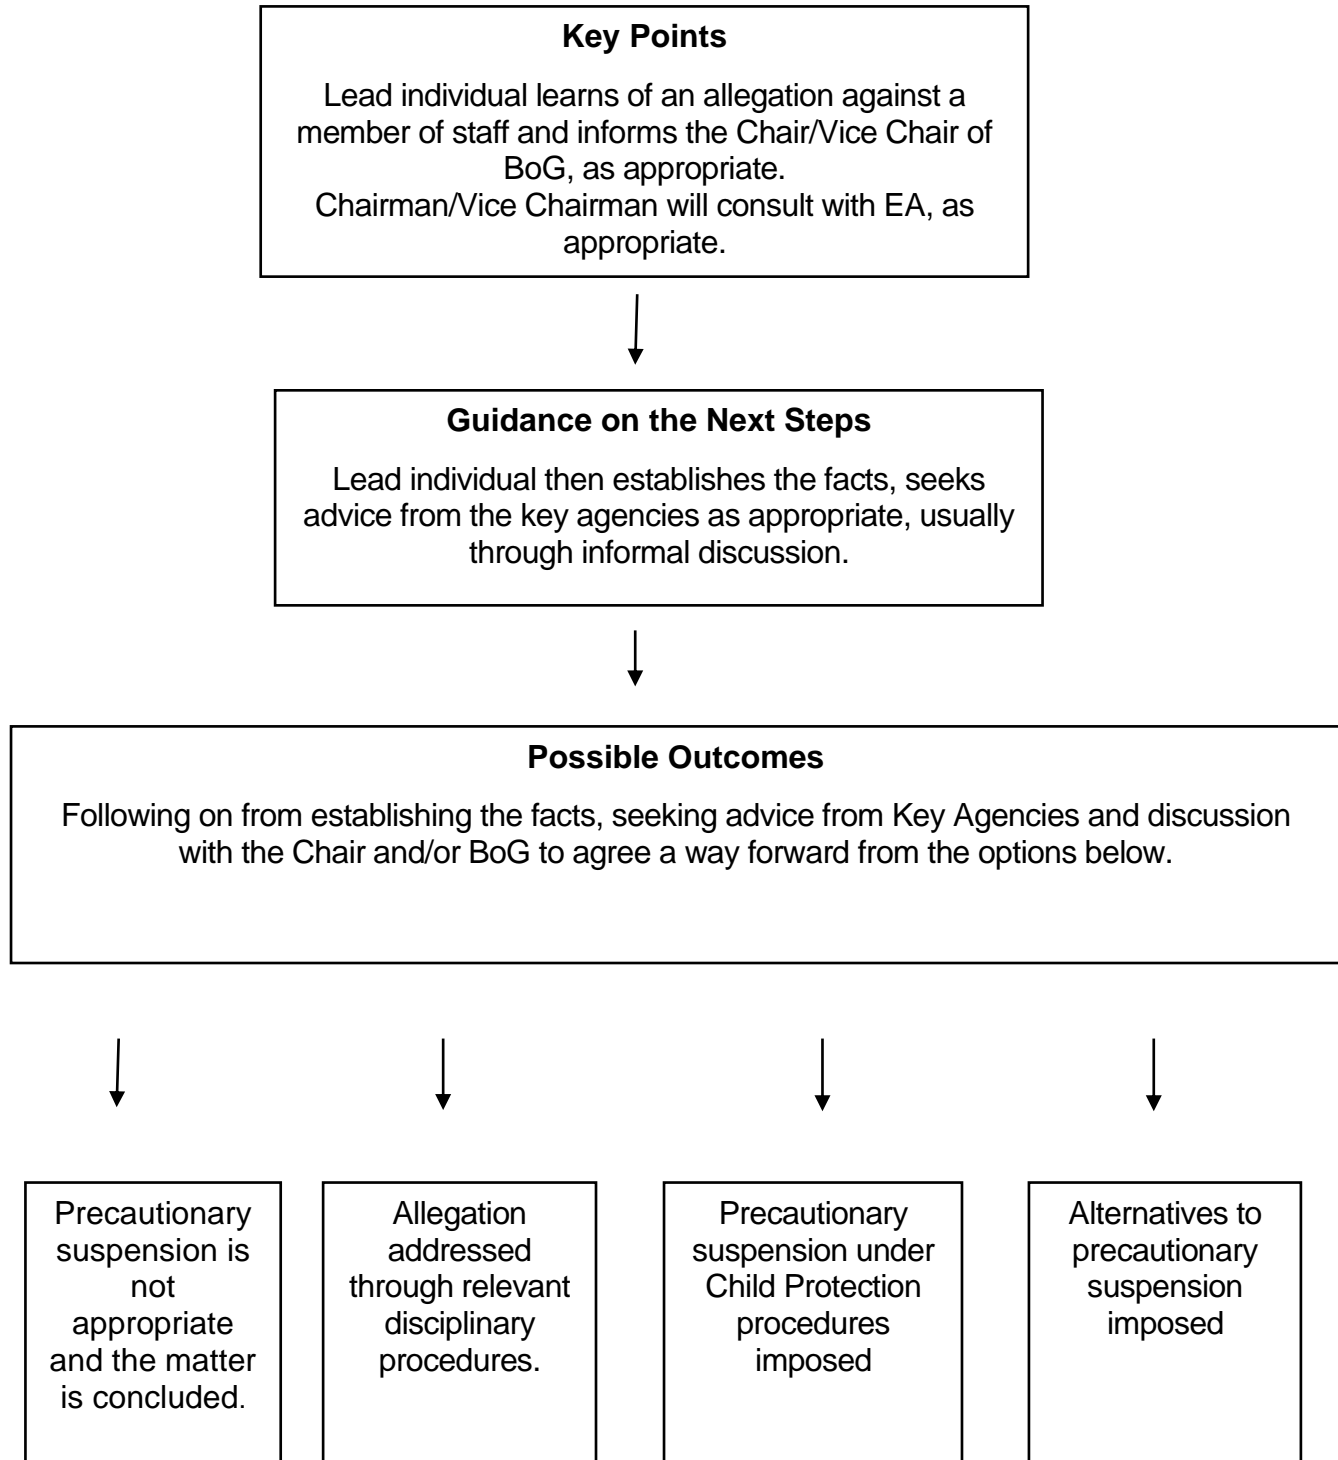 Key Points
Lead individual learns of an allegation against a
member of staff and informs the Chair/Vice Chair of
BoG, as appropriate.
Chairman/Vice Chairman will consult with EA, as
appropriate.
Guidance on the Next Steps
Lead individual then establishes the facts, seeks
advice from the key agencies as appropriate, usually
through informal discussion.
Possible Outcomes
Following on from establishing the facts, seeking advice from Key Agencies and discussion
with the Chair and/or BoG to agree a way forward from the options below.
Precautionary
suspension is
not
appropriate
and the matter
is concluded.
Allegation
addressed
through relevant
disciplinary
procedures.
Precautionary
suspension under
Child Protection
procedures
imposed
Alternatives to
precautionary
suspension
imposed